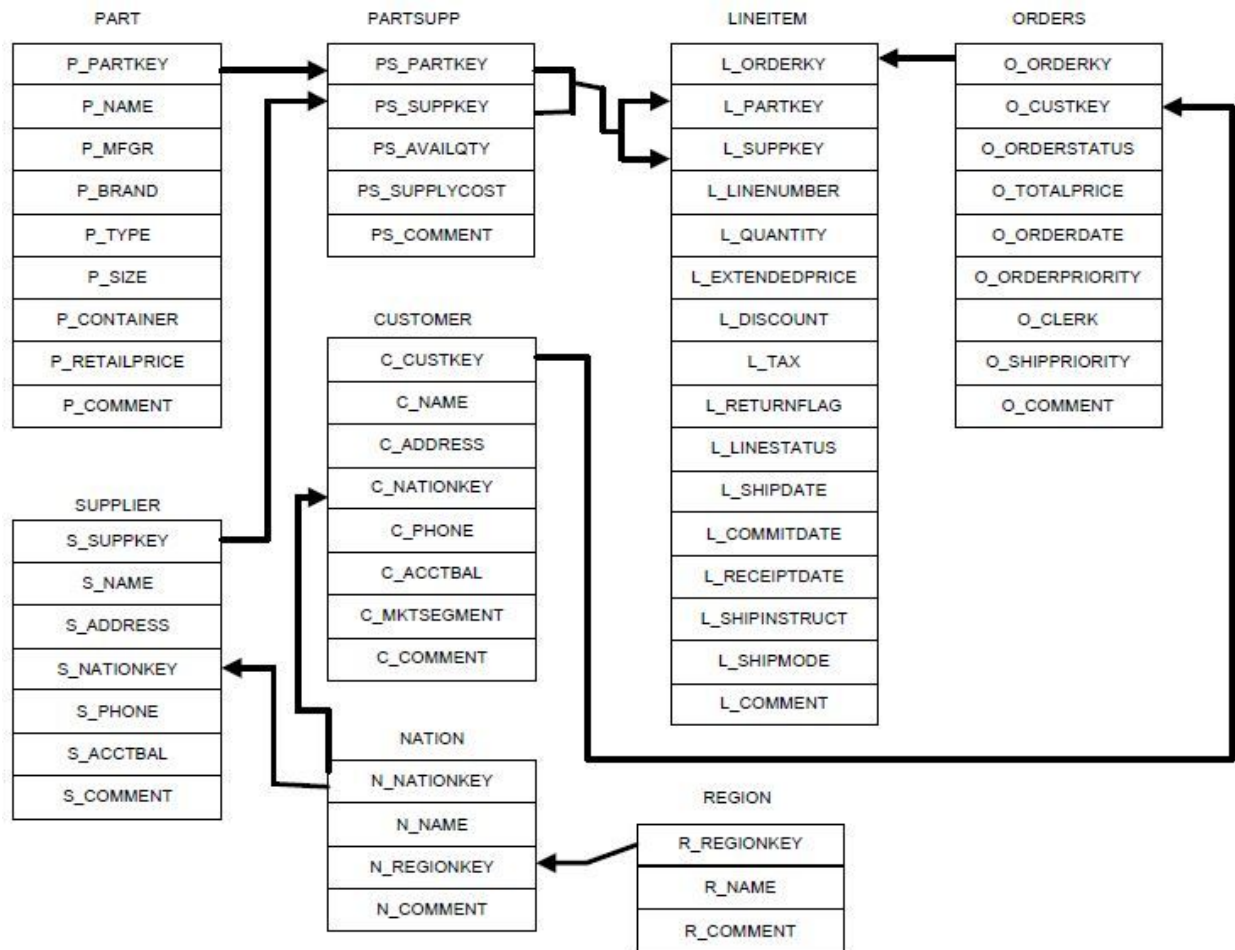 PART
P_PARTKEY
P_NAME
P_MFGR
P_BRAND
P_TYPE
P_SIZE
P_CONTAINER
P_RETAILPRICE
P_COMMENT
SUPPLIER
S_SUPPKEY
S_NAME
S_ADDRESS
S_NATIONKEY
S_PHONE
S_ACCTBAL
S_COMMENT
PARTSUPP
PS_PARTKEY
PS_SUPPKEY
PS_AVAILQTY
PS_SUPPLYCOST
PS_COMMENT
CUSTOMER
C_CUSTKEY
C_NAME
C_ADDRESS
C_NATIONKEY
C_PHONE
C_ACCTBAL
C_MKTSEGMENT
C_COMMENT
NATION
N_NATIONKEY
N_NAME
N_REGIONKEY
N_COMMENT
LINEITEM
L_ORDERKY
L_PARTKEY
L_SUPPKEY
L_LINENUMBER
L_QUANTITY
L_EXTENDEDPRICE
L_DISCOUNT
L_TAX
L_RETURNFLAG
L_LINESTATUS
L_SHIPDATE
L_COMMITDATE
L_RECEIPTDATE
L_SHIPINSTRUCT
L_SHIPMODE
L_COMMENT
REGION
R_REGIONKEY
R_NAME
R_COMMENT
ORDERS
O_ORDERKY
O_CUSTKEY
O_ORDERSTATUS
O_TOTALPRICE
O_ORDERDATE
O_ORDERPRIORITY
O_CLERK
O_SHIPPRIORITY
O_COMMENT